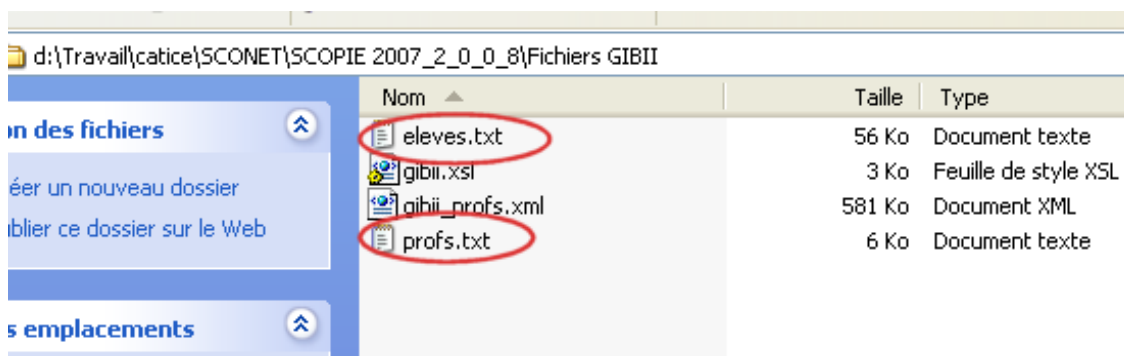 d:\Travail\catice\SCONET\SCOPIE 2007_2_0_0_8\Fichiers GIBII
Nom Taille Type
on des fichiers
eleves.txt 56 Ko Document texte
gibii.xsl 3 Ko Feuille de style XSL
éer un nouveau dossier
gibii_profs.xml 581 Ko Document XML
blier ce dossier sur le Web
profs.txt 6 Ko Document texte
s emplacements